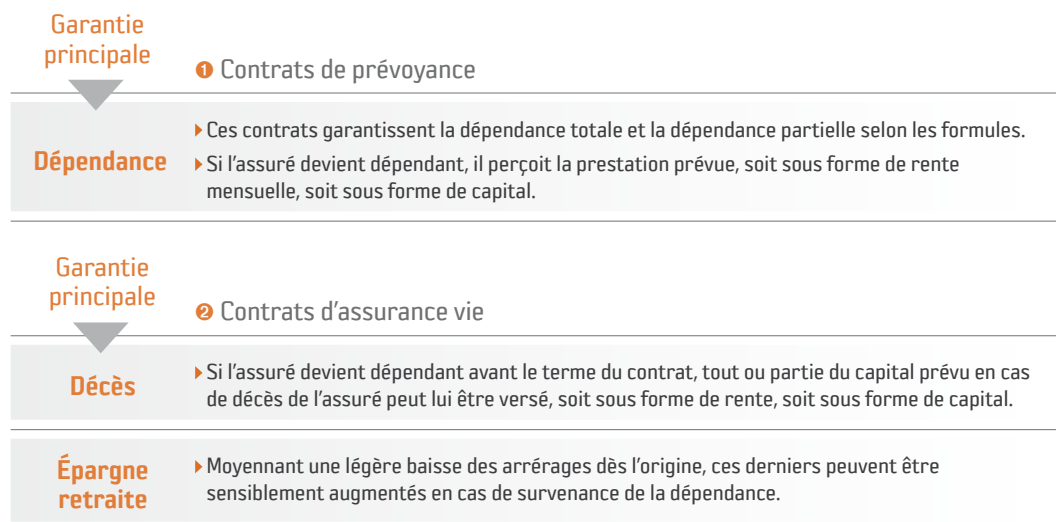 Garantie
principale
❶ Contrats de prévoyance
Dépendance
Ces contrats garantissent la dépendance totale et la dépendance partielle selon les formules.
Si l'assuré devient dépendant, il perçoit la prestation prévue, soit sous forme de rente
mensuelle, soit sous forme de capital.
Garantie
principale
❷ Contrats d'assurance vie
Décès
Si l'assuré devient dépendant avant le terme du contrat, tout ou partie du capital prévu en cas
de décès de l'assuré peut lui être versé, soit sous forme de rente, soit sous forme de capital.
Épargne
retraite
Moyennant une légère baisse des arrérages dès l'origine, ces derniers peuvent être
sensiblement augmentés en cas de survenance de la dépendance.